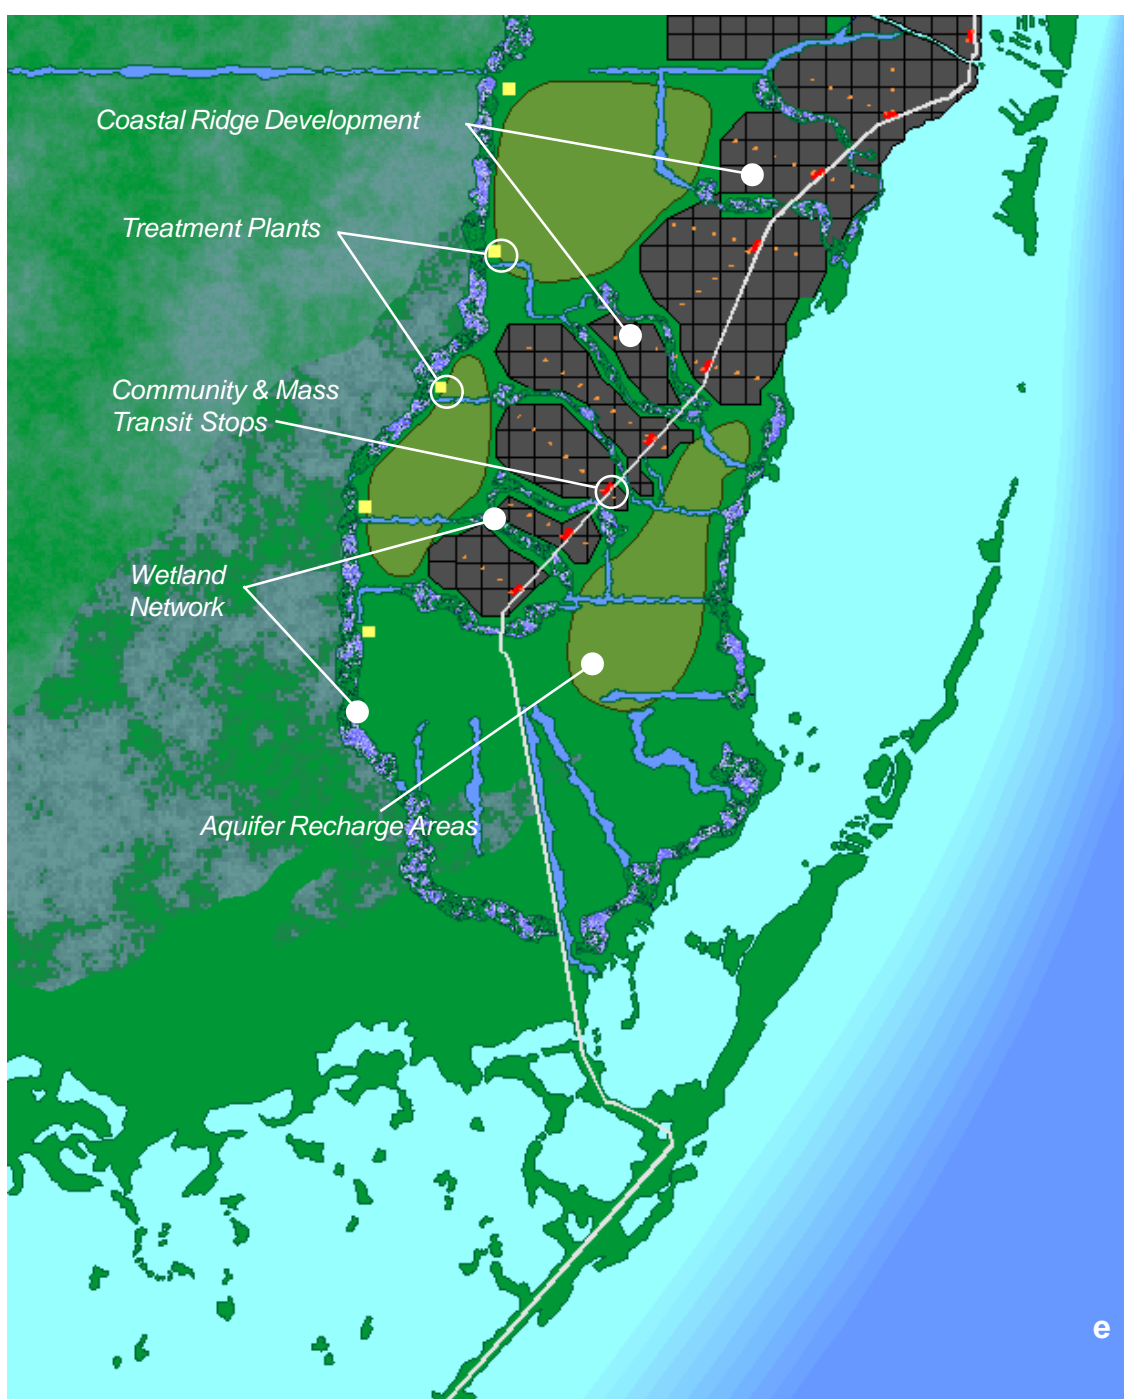 Coastal Ridge Development
Treatment Plants
Community & Mass
Transit Stops
Wetland
Network
Aquifer Recharge Areas
e